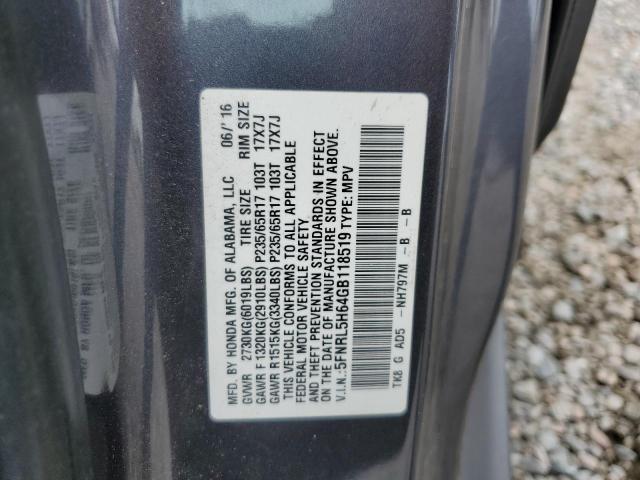 MFD. BY HONDA MFG. OF ALABAMA, LLC 06/'16
GVWR 2730KG(6019LBS) TIRE SIZE RIM SIZE
GAWR F 1320KG(2910LBS) P235/65R17 103T 17X7J
GAWR R1515KG(3340LBS) P235/65R17 103T 17X7J
THIS VEHICLE CONFORMS TO ALL APPLICABLE
FEDERAL MOTOR VEHICLE SAFETY
AND THEFT PREVENTION STANDARDS IN EFFECT
ON THE DATE OF MANUFACTURE SHOWN ABOVE.
V.I.N.: 5FNRL5H64GB118519 TYPE: MPV
TK8 G AD5 -NH797M -B -B